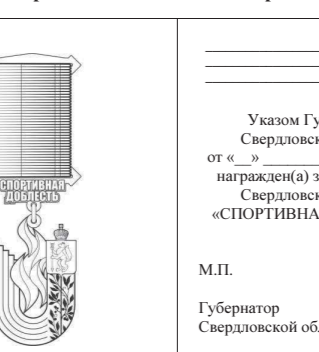 СПОРТИВНАЯ
ДОБЛЕСТЬ
Указом Гу
Свердловск
от «__» ________
награжден(а) з
Свердловск
«СПОРТИВНА
М.П.
Губернатор
Свердловской обл